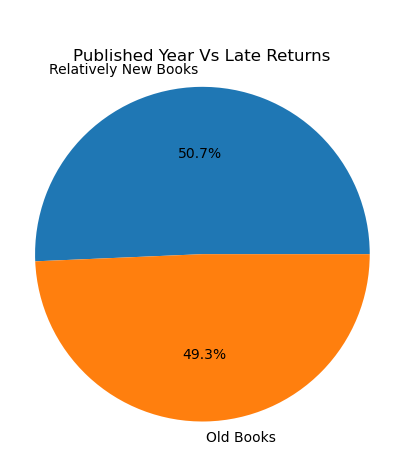 Published Year Vs Late Returns
Relatively New Books
50.7%
49.3%
Old Books